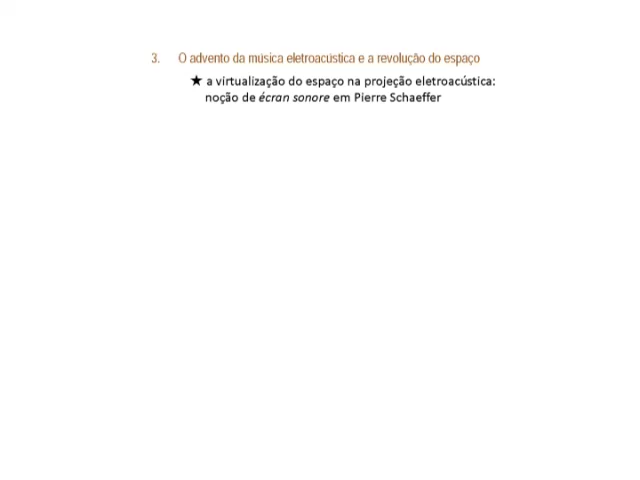 3. O advento da música eletroacústica e a revolução do espaço
★ a virtualização do espaço na projeção eletroacústica:
noção de écran sonore em Pierre Schaeffer